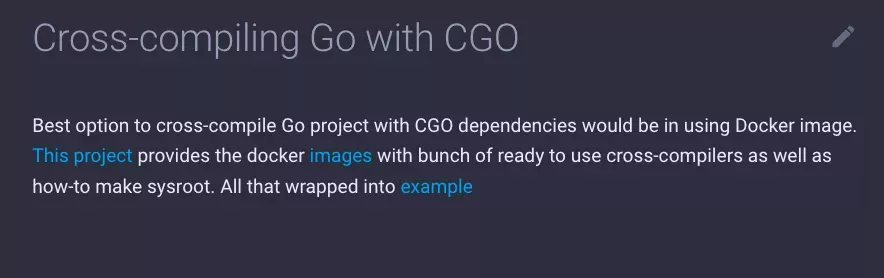 Cross-compiling Go with CGO
Best option to cross-compile Go project with CGO dependencies would be in using Docker image.
This project provides the docker images with bunch of ready to use cross-compilers as well as
how-to make sysroot. All that wrapped into example